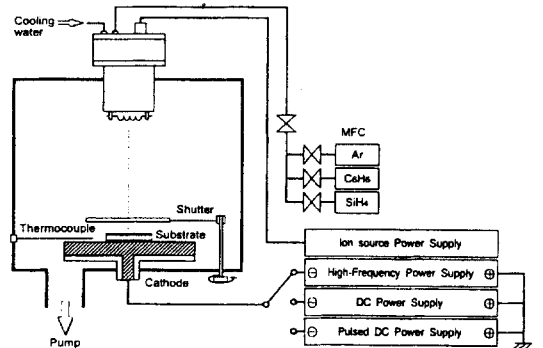 Cooling
water
MFC
Ar
C6H6
SiH4
Shutter
Thermocouple
Substrate
Cathode
Pump
Ion source Power Supply
⊖ High-Frequency Power Supply ⊕
⊖ DC Power Supply ⊕
⊖ Pulsed DC Power Supply ⊕